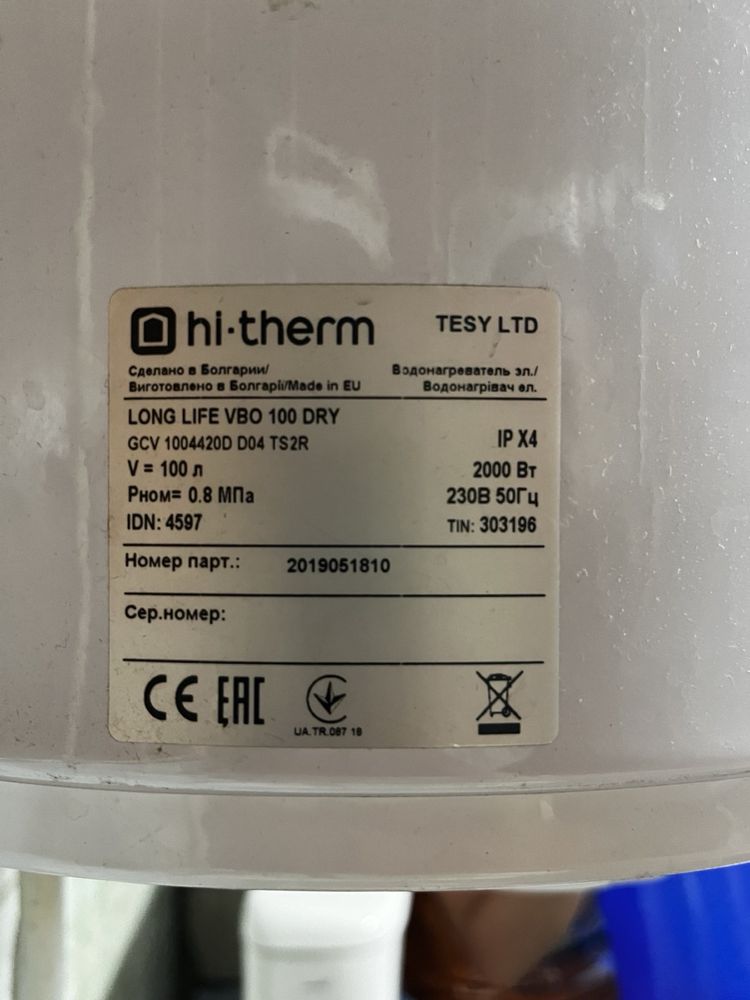 hi·therm TESY LTD
Сделано в Болгарии/ Водонагреватель эл./
Виготовлено в Болгарії/Made in EU Водонагрівач ел.
LONG LIFE VBO 100 DRY
GCV 1004420D D04 TS2R IP X4
V = 100 л 2000 Вт
Pном= 0.8 МПа 230В 50Гц
IDN: 4597 TIN: 303196
Номер парт.: 2019051810
Сер.номер:
CE EAC
UA.TR.087 18